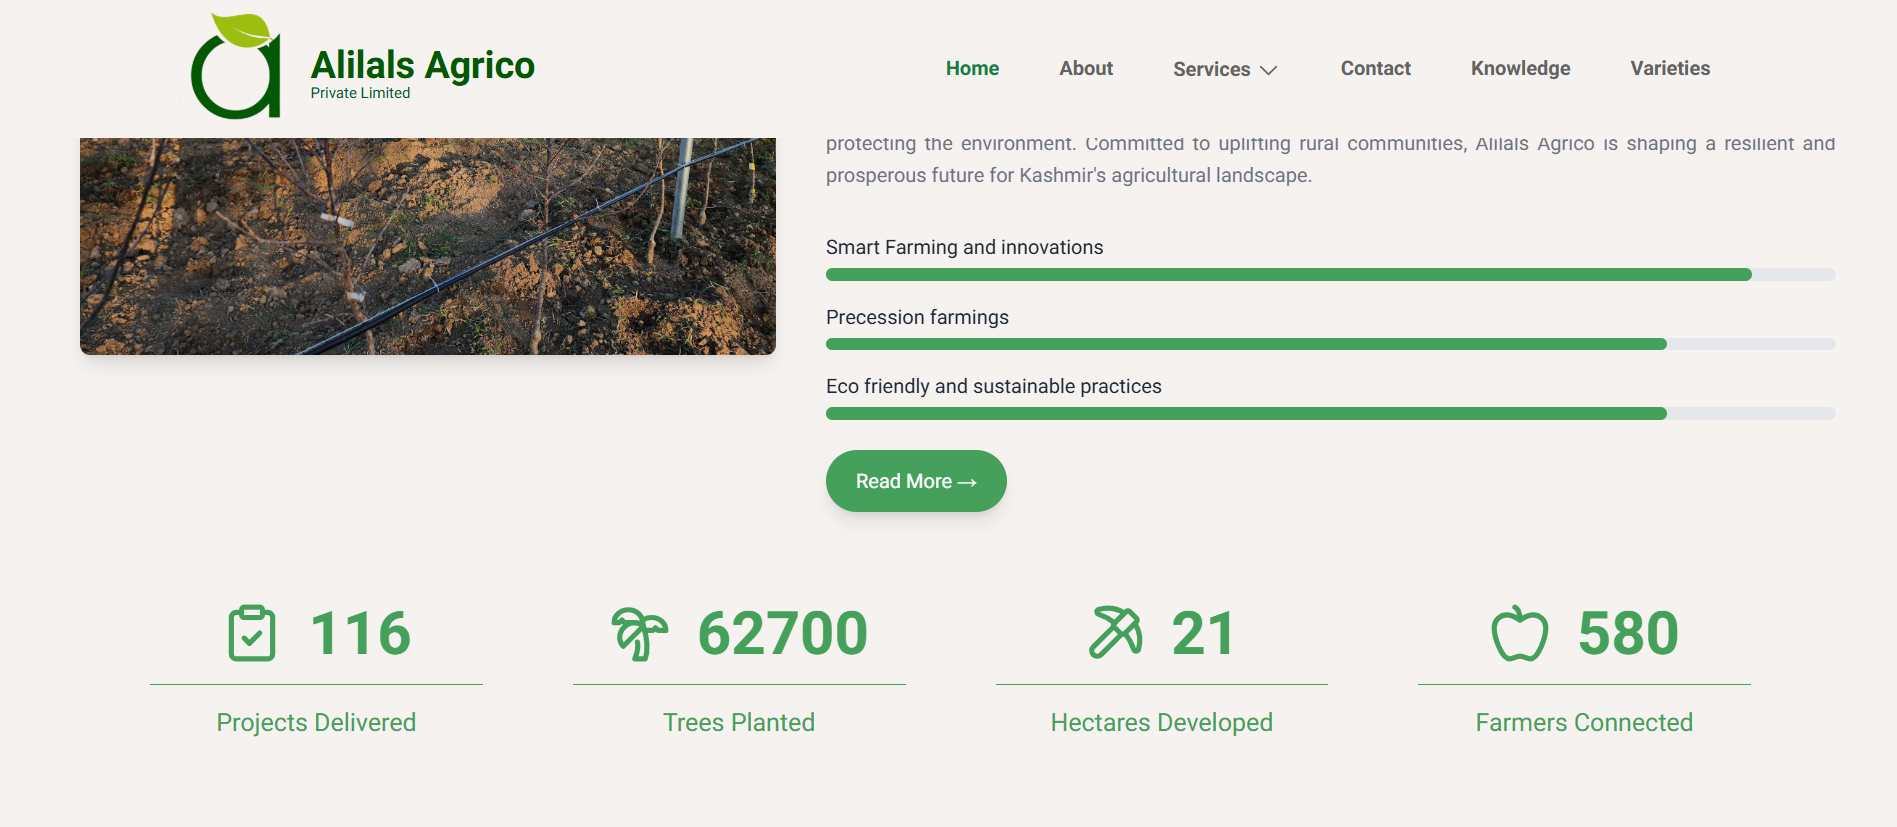 Alilals Agrico
Private Limited
Home About Services Contact Knowledge Varieties
protecting the environment. Committed to uplifting rural communities, Alilals Agrico is shaping a resilient and
prosperous future for Kashmir's agricultural landscape.
Smart Farming and innovations
Precession farmings
Eco friendly and sustainable practices
Read More →
116 62700 21 580
Projects Delivered Trees Planted Hectares Developed Farmers Connected